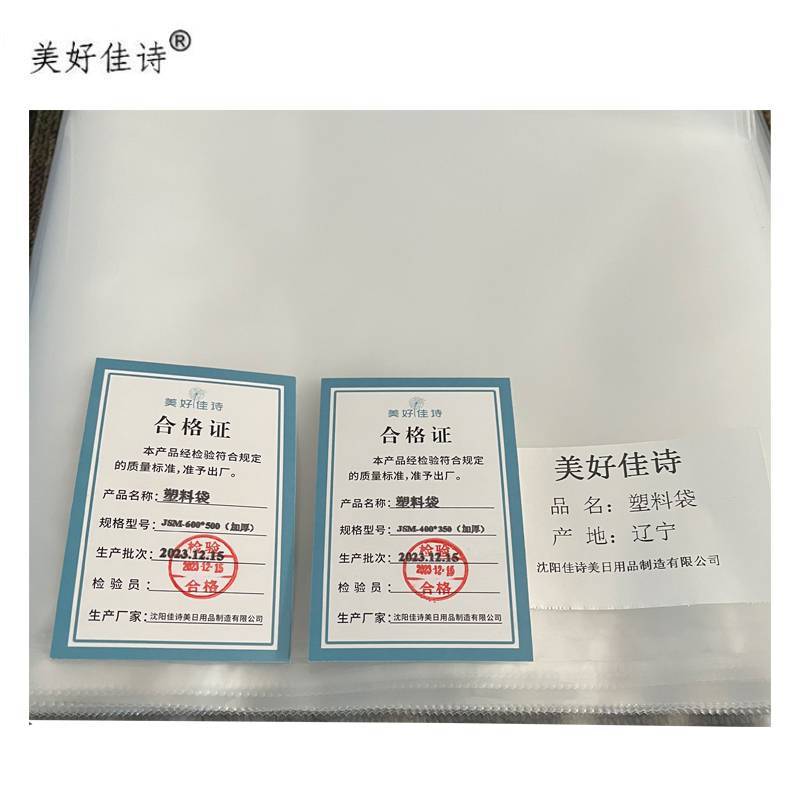 美好佳诗®
美好佳诗
合格证
本产品经检验符合规定
的质量标准,准予出厂。
产品名称: 塑料袋
规格型号: JSM-600*500（加厚）
生产批次: 2023.12.15
检验
2023·12·15
合格
检验员:
生产厂家: 沈阳佳诗美日用品制造有限公司
美好佳诗
合格证
本产品经检验符合规定
的质量标准,准予出厂。
产品名称: 塑料袋
规格型号: JSM-400*350（加厚）
生产批次: 2023.12.15
检验
2023·12·15
合格
检验员:
生产厂家: 沈阳佳诗美日用品制造有限公司
美好佳诗
品 名: 塑料袋
产 地: 辽宁
沈阳佳诗美日用品制造有限公司